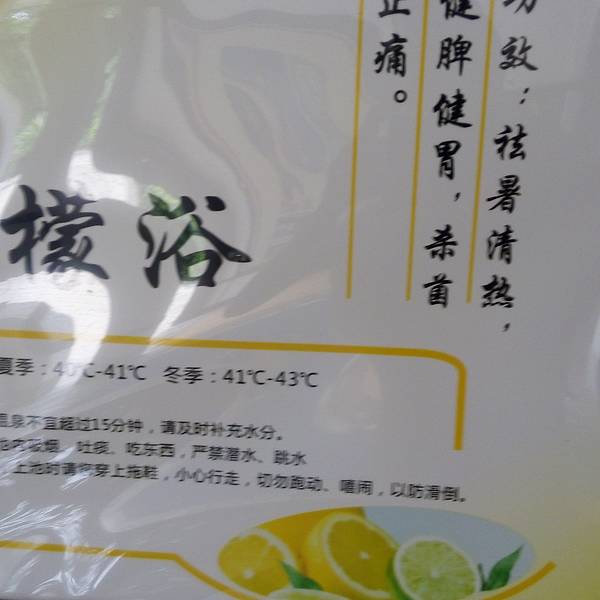 功效：祛暑清热，
健脾健胃，杀菌
止痛。
檬浴
夏季：40℃-41℃ 冬季：41℃-43℃
温泉不宜超过15分钟，请及时补充水分。
池内吸烟、吐痰、吃东西，严禁潜水、跳水
上池时请您穿上拖鞋，小心行走，切勿跑动、嘻闹，以防滑倒。